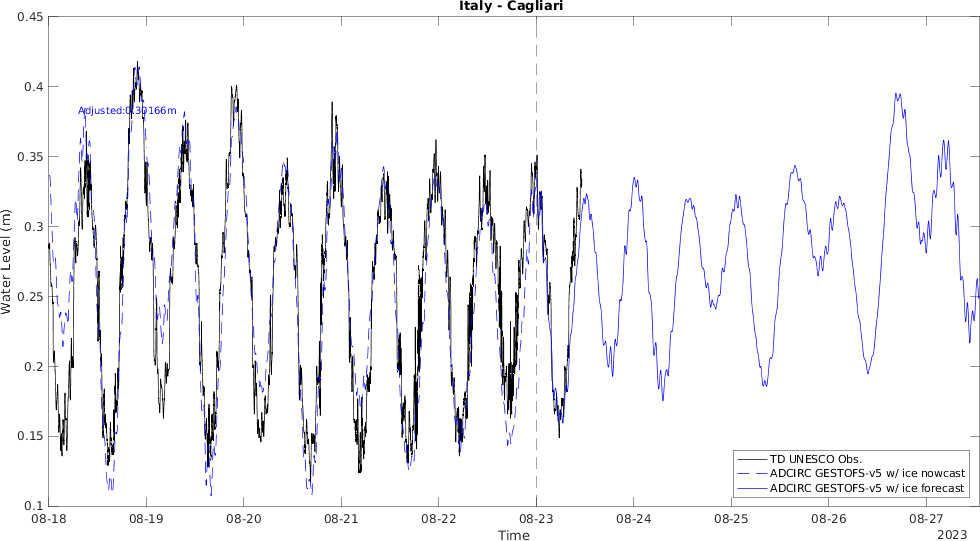 Italy - Cagliari
0.45
0.4
Adjusted:0.30166m
0.35
0.3
Water Level (m)
0.25
0.2
0.15
0.1
TD UNESCO Obs.
ADCIRC GESTOFS-v5 w/ ice nowcast
ADCIRC GESTOFS-v5 w/ ice forecast
08-18 08-19 08-20 08-21 08-22 08-23 08-24 08-25 08-26 08-27
Time
2023